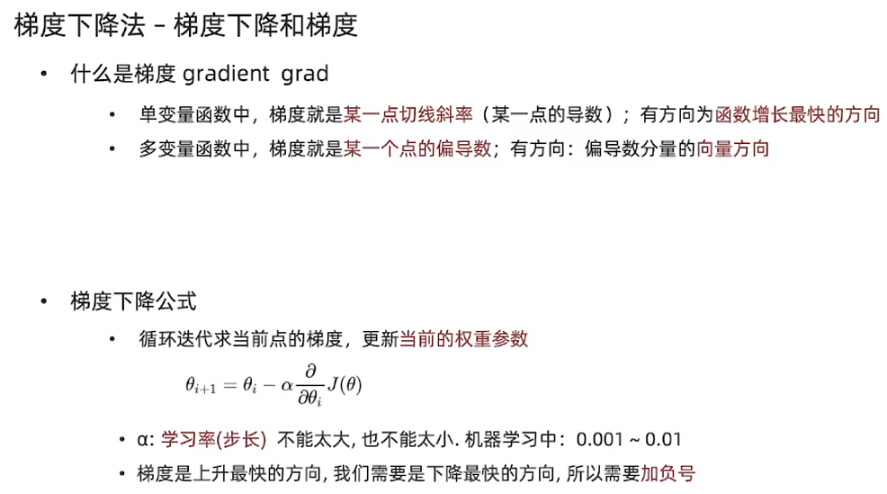 梯度下降法 – 梯度下降和梯度
• 什么是梯度 gradient grad
• 单变量函数中，梯度就是某一点切线斜率（某一点的导数）；有方向为函数增长最快的方向
• 多变量函数中，梯度就是某一个点的偏导数；有方向：偏导数分量的向量方向
• 梯度下降公式
• 循环迭代求当前点的梯度，更新当前的权重参数
θᵢ₊₁ = θᵢ − α ∂/∂θᵢ J(θ)
• α: 学习率(步长) 不能太大, 也不能太小. 机器学习中：0.001 ~ 0.01
• 梯度是上升最快的方向, 我们需要是下降最快的方向, 所以需要加负号